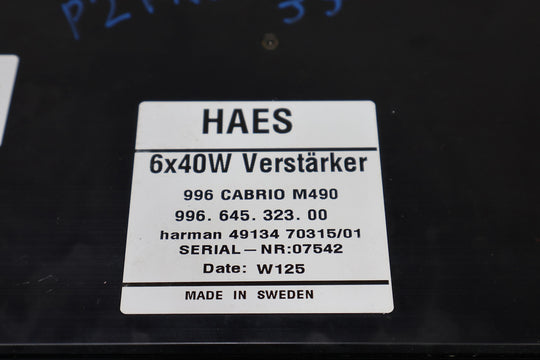 HAES
6x40W Verstärker
996 CABRIO M490
996. 645. 323. 00
harman 49134 70315/01
SERIAL – NR:07542
Date: W125
MADE IN SWEDEN